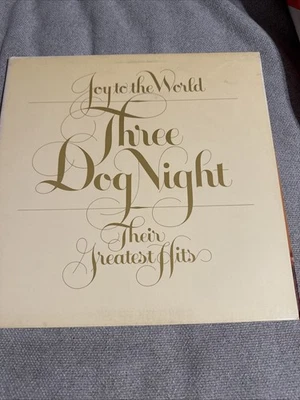 Joy to the World
Three
Dog Night
Their
Greatest Hits